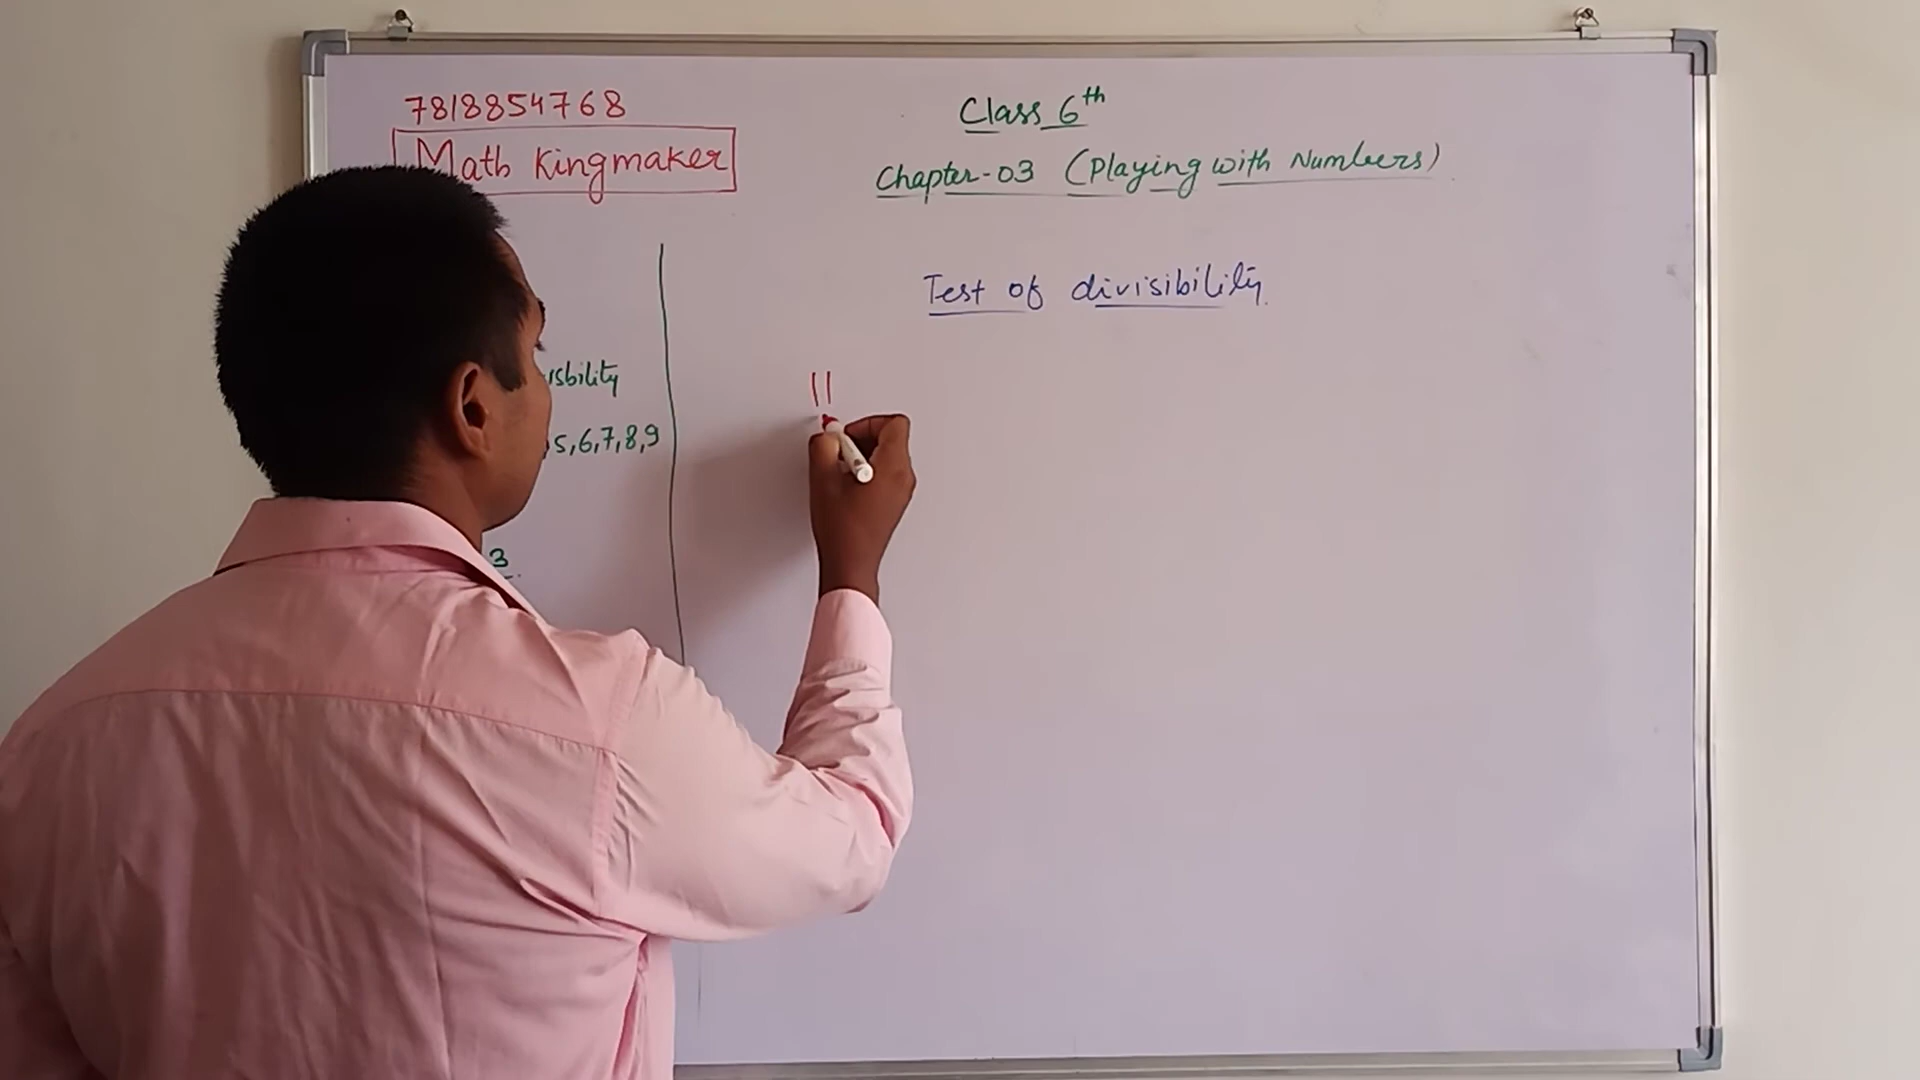 7818854768
Math Kingmaker
Class 6th
Chapter-03 (Playing with Numbers)
Test of divisibility
5,6,7,8,9
11
3